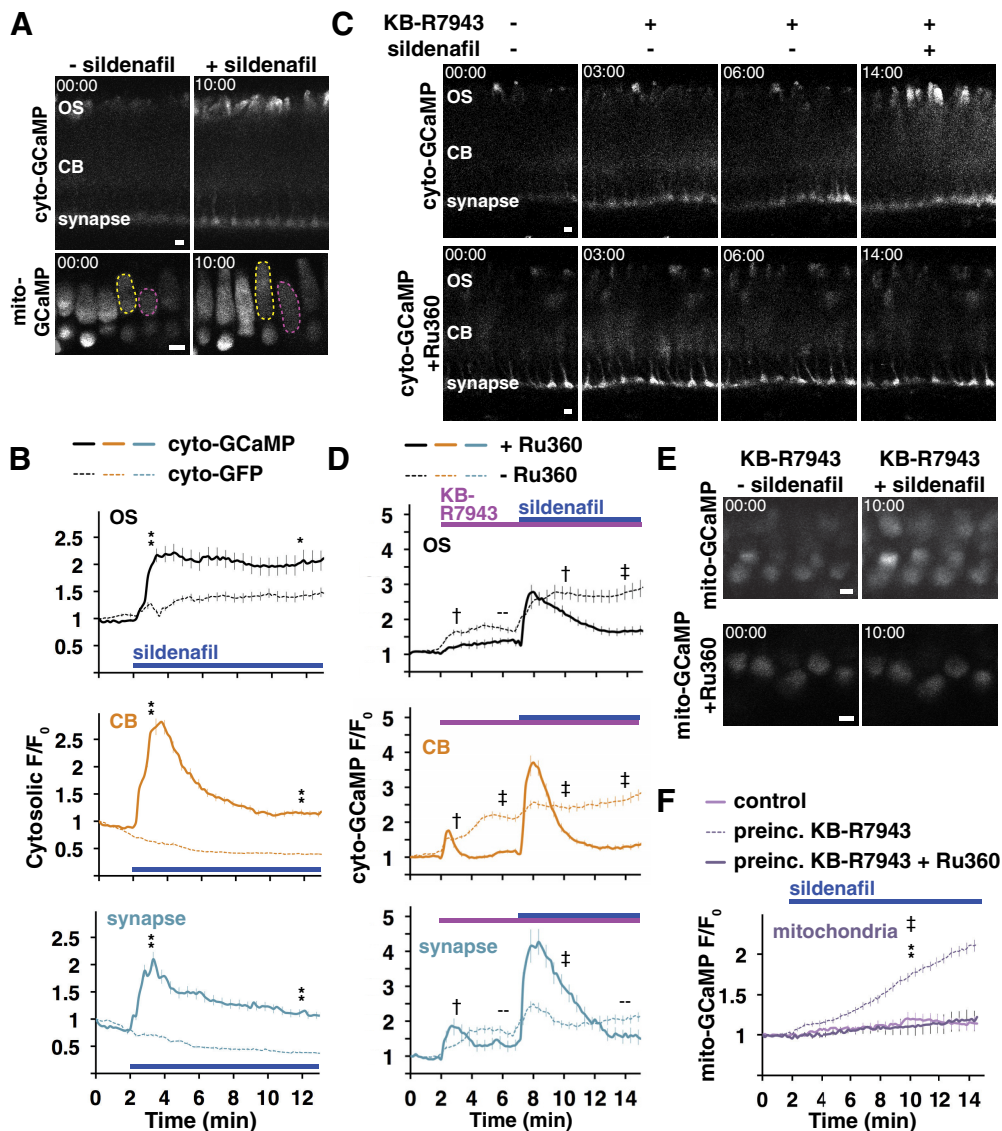 A
- sildenafil + sildenafil
cyto-GCaMP
00:00 10:00
OS
CB
synapse
mito-
GCaMP
00:00 10:00
C
KB-R7943 - + + +
sildenafil - - - +
cyto-GCaMP
00:00 03:00 06:00 14:00
OS
CB
synapse
cyto-GCaMP
+Ru360
00:00 03:00 06:00 14:00
OS
CB
synapse
B
cyto-GCaMP
cyto-GFP
Cytosolic F/F0
OS
** *
2.5
2
1.5
1
0.5
sildenafil
CB
** **
2.5
2
1.5
1
0.5
synapse
** **
2.5
2
1.5
1
0.5
0 2 4 6 8 10 12
Time (min)
D
+ Ru360
- Ru360
cyto-GCaMP F/F0
KB-
R7943
sildenafil
OS
† -- † ‡
5
4
3
2
1
CB
† ‡ ‡ ‡
5
4
3
2
1
synapse
† -- ‡ --
5
4
3
2
1
0 2 4 6 8 10 12 14
Time (min)
E
KB-R7943 KB-R7943
- sildenafil + sildenafil
mito-GCaMP
00:00 10:00
mito-GCaMP
+Ru360
00:00 10:00
F
control
preinc. KB-R7943
preinc. KB-R7943 + Ru360
sildenafil
mitochondria
‡
**
mito-GCaMP F/F0
2
1.5
1
0.5
0 2 4 6 8 10 12 14
Time (min)